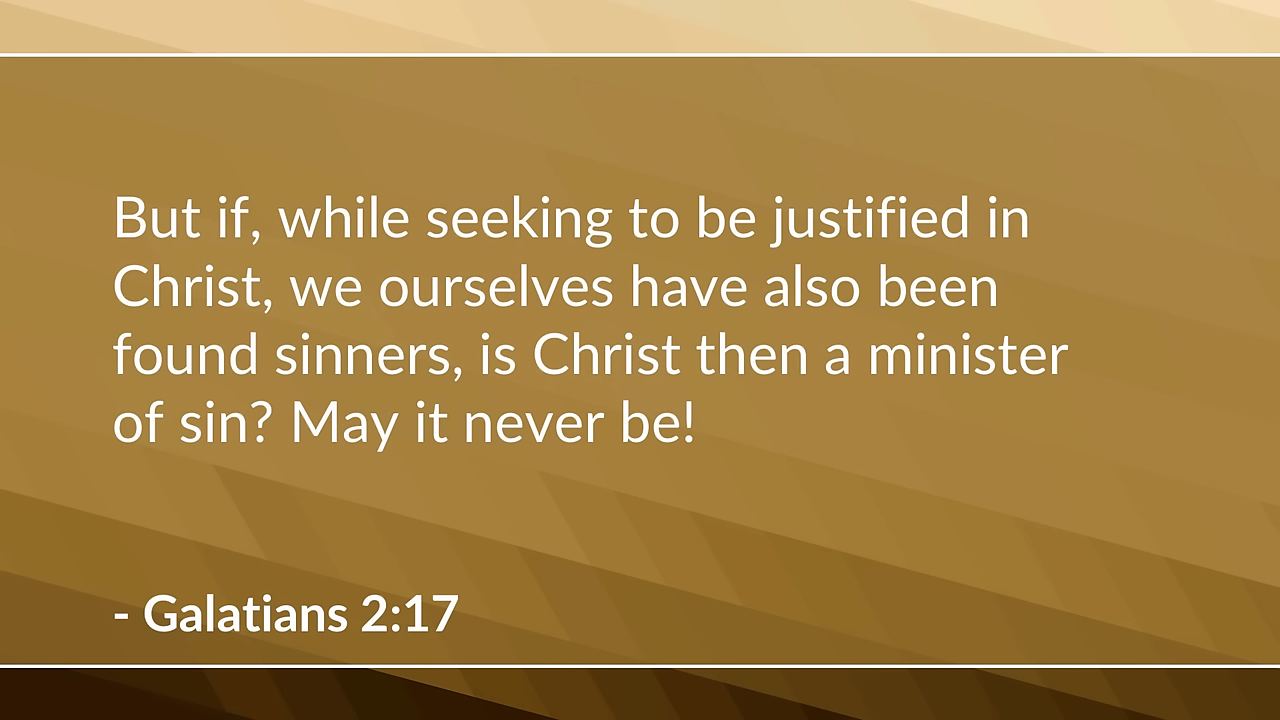 But if, while seeking to be justified in
Christ, we ourselves have also been
found sinners, is Christ then a minister
of sin? May it never be!
- Galatians 2:17